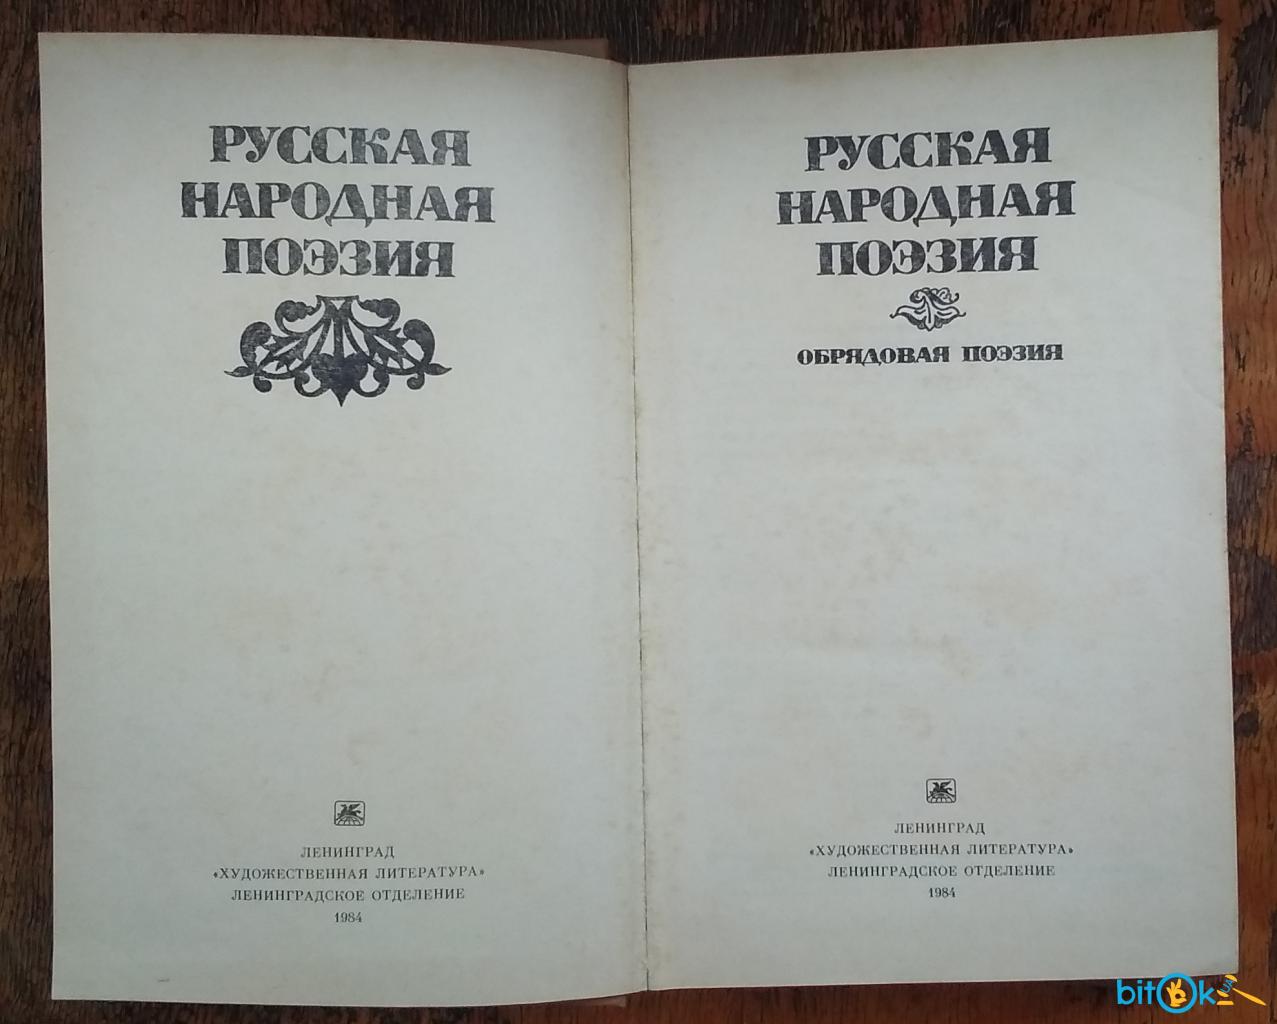 РУССКАЯ
НАРОДНАЯ
ПОЭЗИЯ
ЛЕНИНГРАД
«ХУДОЖЕСТВЕННАЯ ЛИТЕРАТУРА»
ЛЕНИНГРАДСКОЕ ОТДЕЛЕНИЕ
1984
РУССКАЯ
НАРОДНАЯ
ПОЭЗИЯ
ОБРЯДОВАЯ ПОЭЗИЯ
ЛЕНИНГРАД
«ХУДОЖЕСТВЕННАЯ ЛИТЕРАТУРА»
ЛЕНИНГРАДСКОЕ ОТДЕЛЕНИЕ
1984
bitOk UA